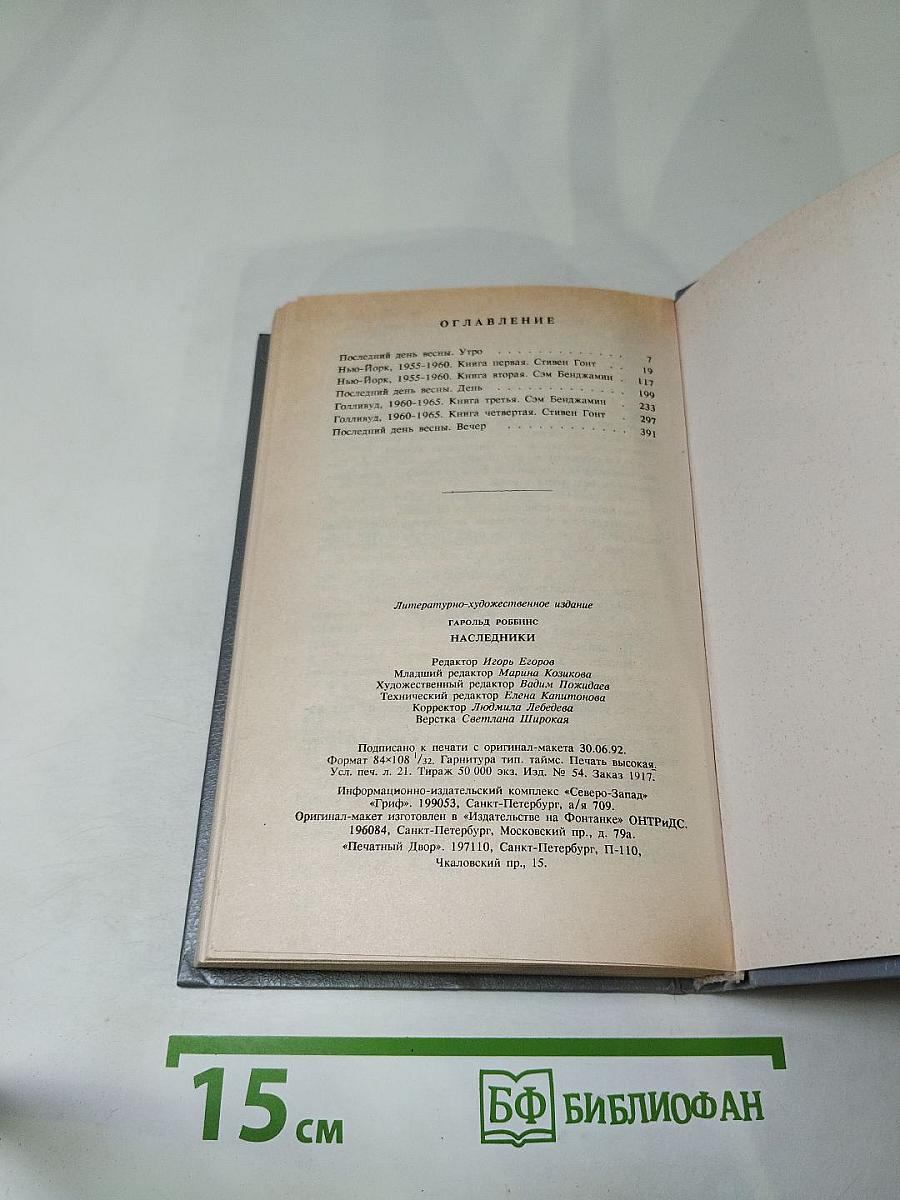 ОГЛАВЛЕНИЕ
Последний день весны. Утро . . . . . . . . . . . . . 7
Нью-Йорк, 1955-1960. Книга первая. Стивен Гонт . . 19
Нью-Йорк, 1955-1960. Книга вторая. Сэм Бенджамин . 117
Последний день весны. День . . . . . . . . . . . . . 199
Голливуд, 1960-1965. Книга третья. Сэм Бенджамин . 233
Голливуд, 1960-1965. Книга четвертая. Стивен Гонт . 297
Последний день весны. Вечер . . . . . . . . . . . . 391
Литературно-художественное издание
ГАРОЛЬД РОББИНС
НАСЛЕДНИКИ
Редактор Игорь Егоров
Младший редактор Марина Козикова
Художественный редактор Вадим Пожидаев
Технический редактор Елена Капитонова
Корректор Людмила Лебедева
Верстка Светлана Широкая
Подписано к печати с оригинал-макета 30.06.92.
Формат 84×108 1/32. Гарнитура тип. таймс. Печать высокая.
Усл. печ. л. 21. Тираж 50 000 экз. Изд. № 54. Заказ 1917.
Информационно-издательский комплекс «Северо-Запад»
«Гриф». 199053, Санкт-Петербург, а/я 709.
Оригинал-макет изготовлен в «Издательстве на Фонтанке» ОНТРиДС.
196084, Санкт-Петербург, Московский пр., д. 79а.
«Печатный Двор». 197110, Санкт-Петербург, П-110,
Чкаловский пр., 15.
15 см
БФ БИБЛИОФАН